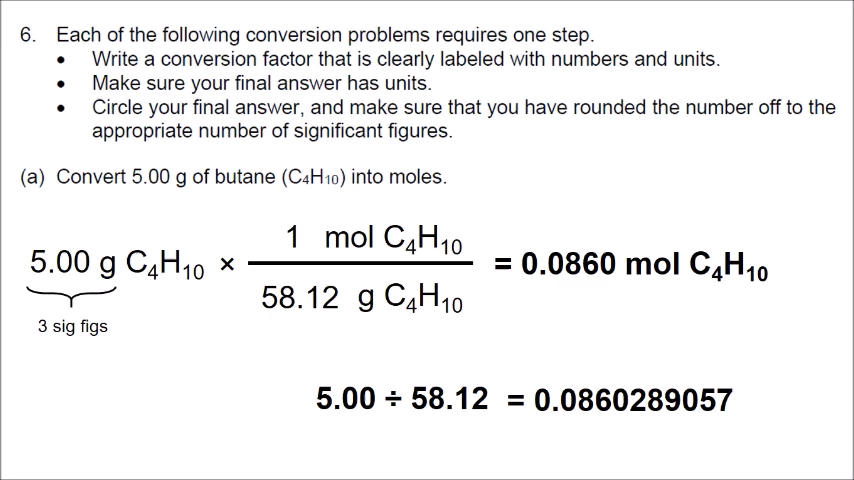 6. Each of the following conversion problems requires one step.
• Write a conversion factor that is clearly labeled with numbers and units.
• Make sure your final answer has units.
• Circle your final answer, and make sure that you have rounded the number off to the
appropriate number of significant figures.
(a) Convert 5.00 g of butane (C₄H₁₀) into moles.
1 mol C₄H₁₀
5.00 g C₄H₁₀ × = 0.0860 mol C₄H₁₀
58.12 g C₄H₁₀
3 sig figs
5.00 ÷ 58.12 = 0.0860289057